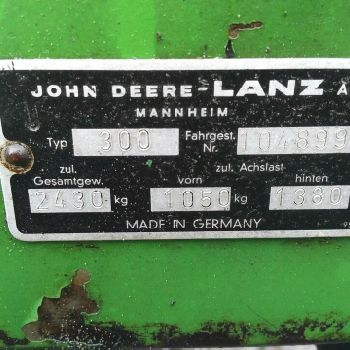 JOHN DEERE-LANZ A
MANNHEIM
Typ 300 Fahrgest. Nr. 104899
zul. Gesamtgew. zul. Achslast
vorn hinten
2430 kg 1050 kg 1380
MADE IN GERMANY